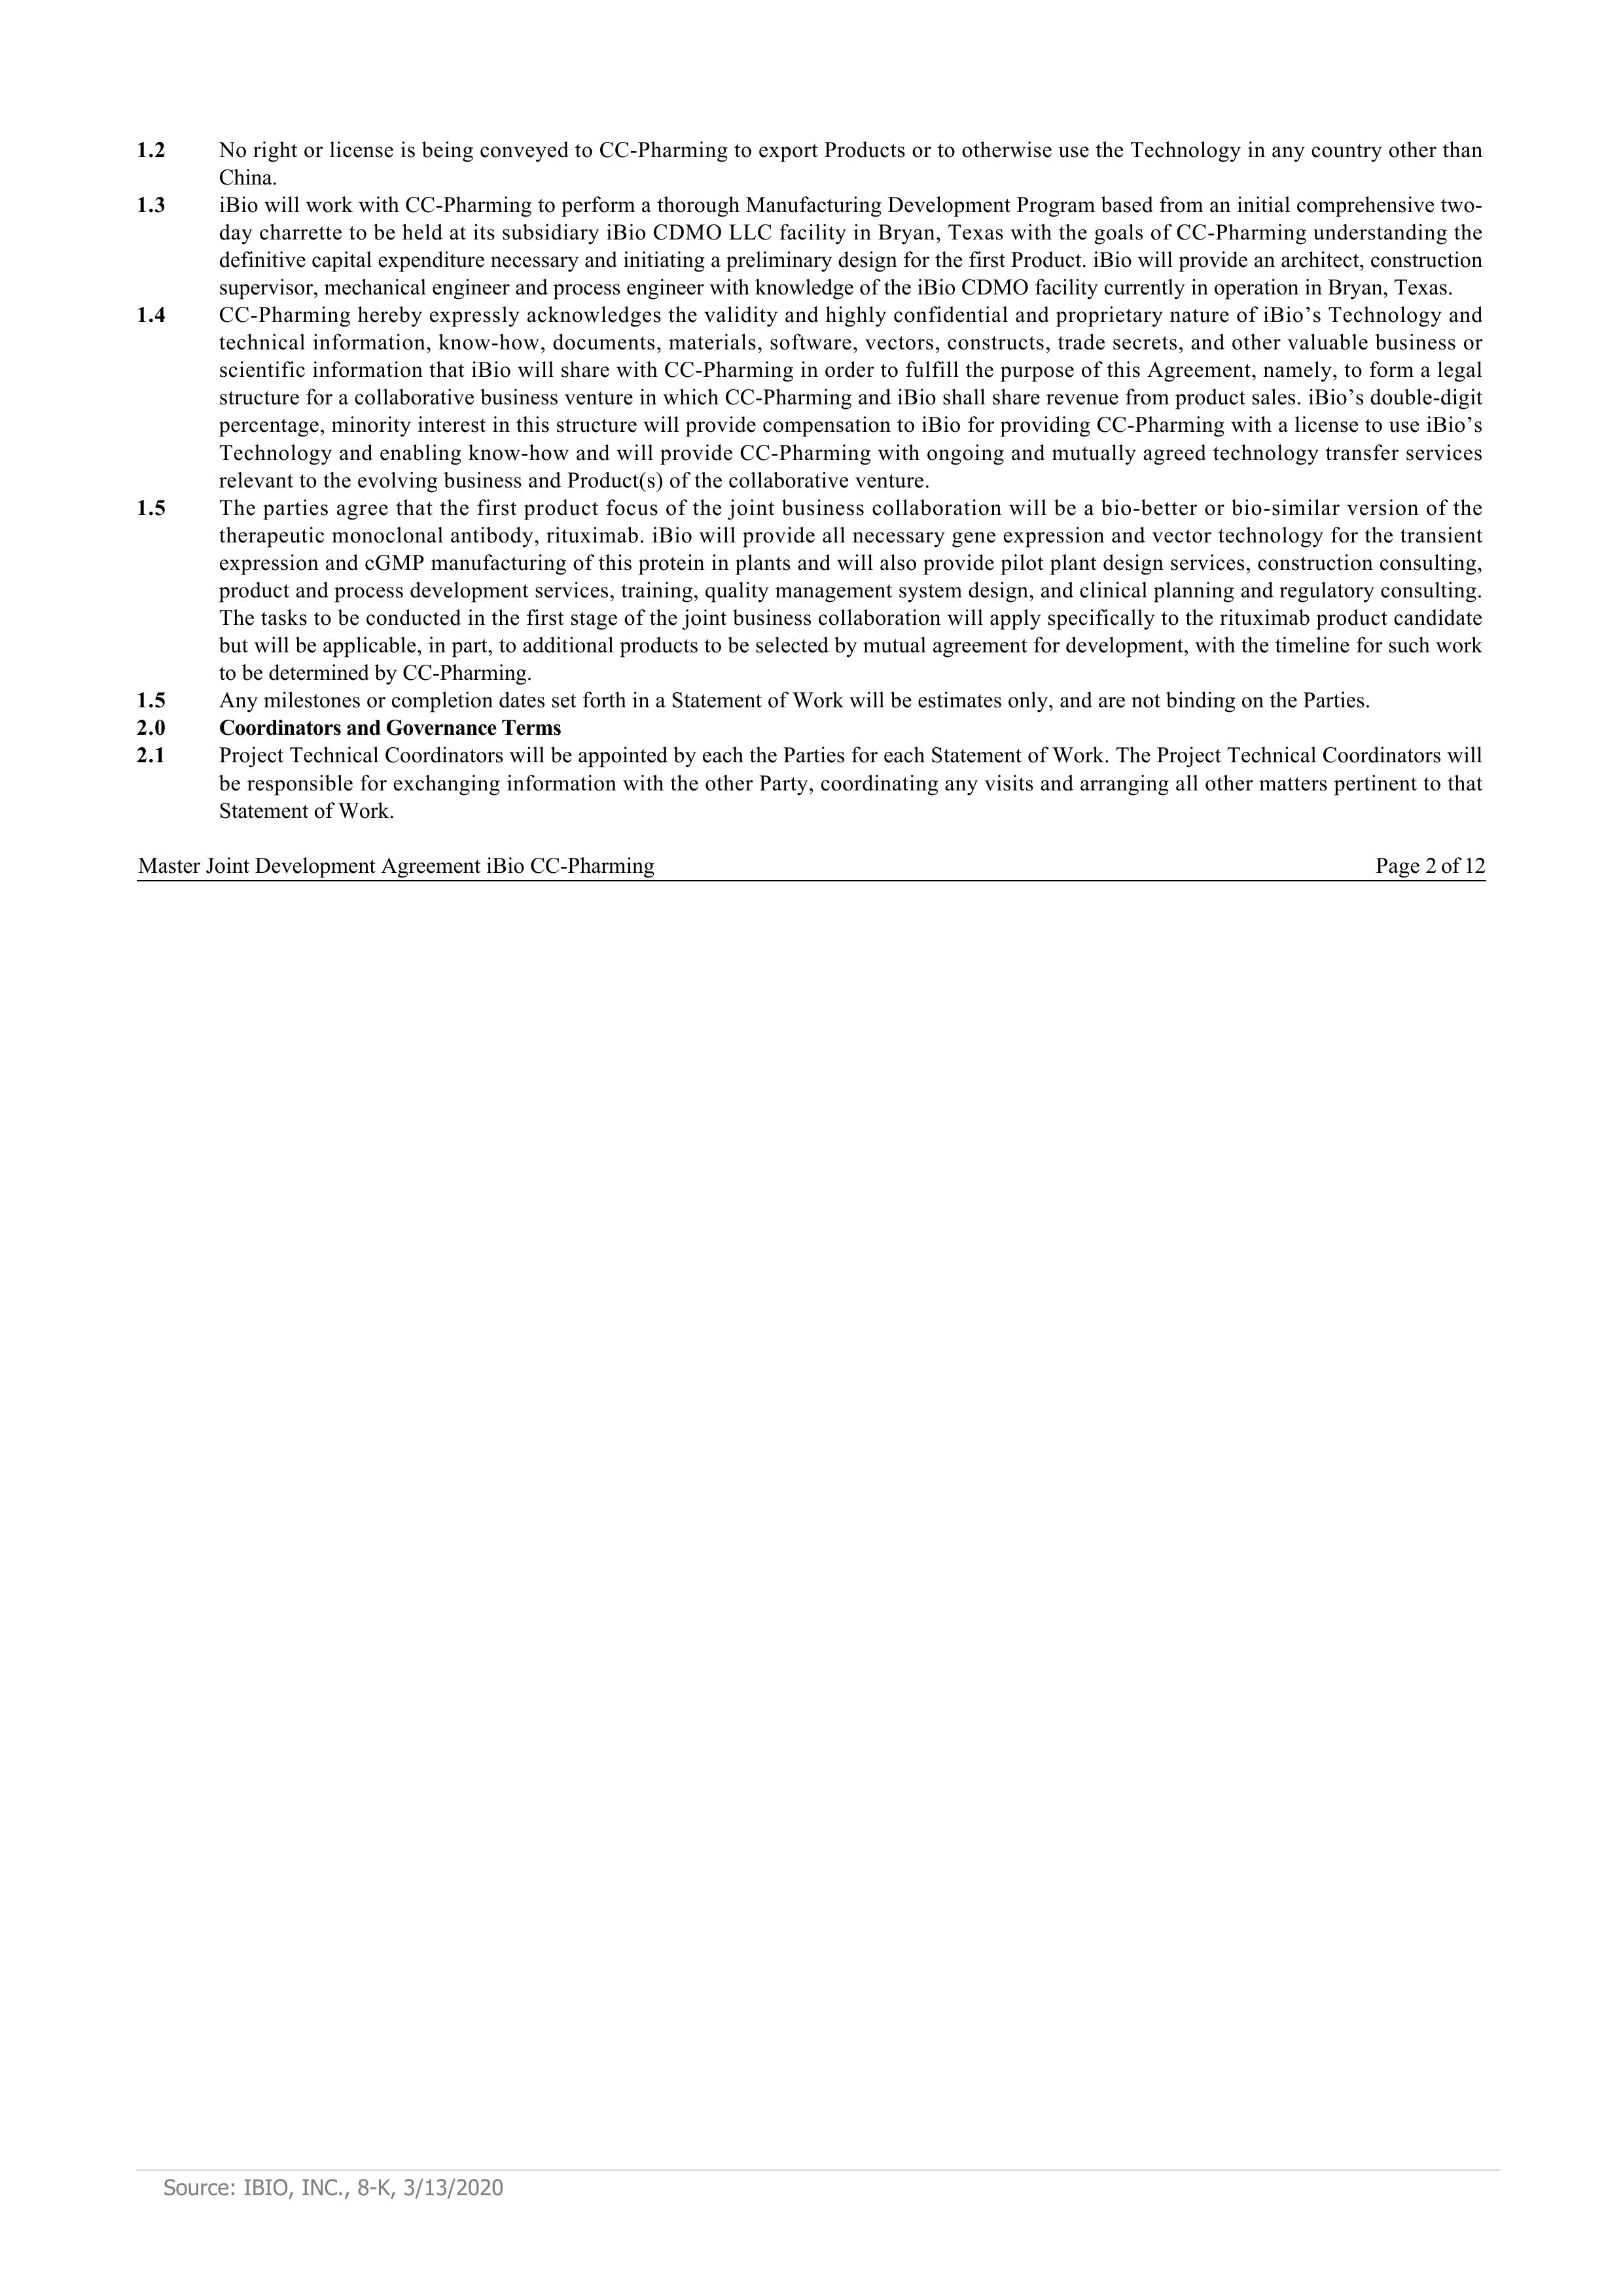 1.2 No right or license is being conveyed to CC-Pharming to export Products or to otherwise use the Technology in any country other than
China.
1.3 iBio will work with CC-Pharming to perform a thorough Manufacturing Development Program based from an initial comprehensive two-
day charrette to be held at its subsidiary iBio CDMO LLC facility in Bryan, Texas with the goals of CC-Pharming understanding the
definitive capital expenditure necessary and initiating a preliminary design for the first Product. iBio will provide an architect, construction
supervisor, mechanical engineer and process engineer with knowledge of the iBio CDMO facility currently in operation in Bryan, Texas.
1.4 CC-Pharming hereby expressly acknowledges the validity and highly confidential and proprietary nature of iBio’s Technology and
technical information, know-how, documents, materials, software, vectors, constructs, trade secrets, and other valuable business or
scientific information that iBio will share with CC-Pharming in order to fulfill the purpose of this Agreement, namely, to form a legal
structure for a collaborative business venture in which CC-Pharming and iBio shall share revenue from product sales. iBio’s double-digit
percentage, minority interest in this structure will provide compensation to iBio for providing CC-Pharming with a license to use iBio’s
Technology and enabling know-how and will provide CC-Pharming with ongoing and mutually agreed technology transfer services
relevant to the evolving business and Product(s) of the collaborative venture.
1.5 The parties agree that the first product focus of the joint business collaboration will be a bio-better or bio-similar version of the
therapeutic monoclonal antibody, rituximab. iBio will provide all necessary gene expression and vector technology for the transient
expression and cGMP manufacturing of this protein in plants and will also provide pilot plant design services, construction consulting,
product and process development services, training, quality management system design, and clinical planning and regulatory consulting.
The tasks to be conducted in the first stage of the joint business collaboration will apply specifically to the rituximab product candidate
but will be applicable, in part, to additional products to be selected by mutual agreement for development, with the timeline for such work
to be determined by CC-Pharming.
1.5 Any milestones or completion dates set forth in a Statement of Work will be estimates only, and are not binding on the Parties.
2.0 Coordinators and Governance Terms
2.1 Project Technical Coordinators will be appointed by each the Parties for each Statement of Work. The Project Technical Coordinators will
be responsible for exchanging information with the other Party, coordinating any visits and arranging all other matters pertinent to that
Statement of Work.
Master Joint Development Agreement iBio CC-Pharming Page 2 of 12
Source: IBIO, INC., 8-K, 3/13/2020